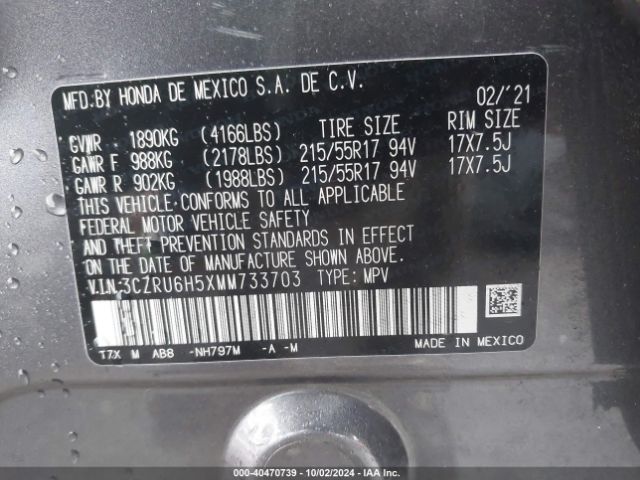 MFD. BY HONDA DE MEXICO S.A. DE C.V. 02/'21
GVWR 1890KG (4166LBS) TIRE SIZE RIM SIZE
GAWR F 988KG (2178LBS) 215/55R17 94V 17X7.5J
GAWR R 902KG (1988LBS) 215/55R17 94V 17X7.5J
THIS VEHICLE CONFORMS TO ALL APPLICABLE
FEDERAL MOTOR VEHICLE SAFETY
AND THEFT PREVENTION STANDARDS IN EFFECT
ON THE DATE OF MANUFACTURE SHOWN ABOVE.
V.I.N. 3CZRU6H5XMM733703 TYPE: MPV
T7X M AB8 -NH797M -A -M
MADE IN MEXICO
000-40470739 | 10/02/2024 | IAA Inc.